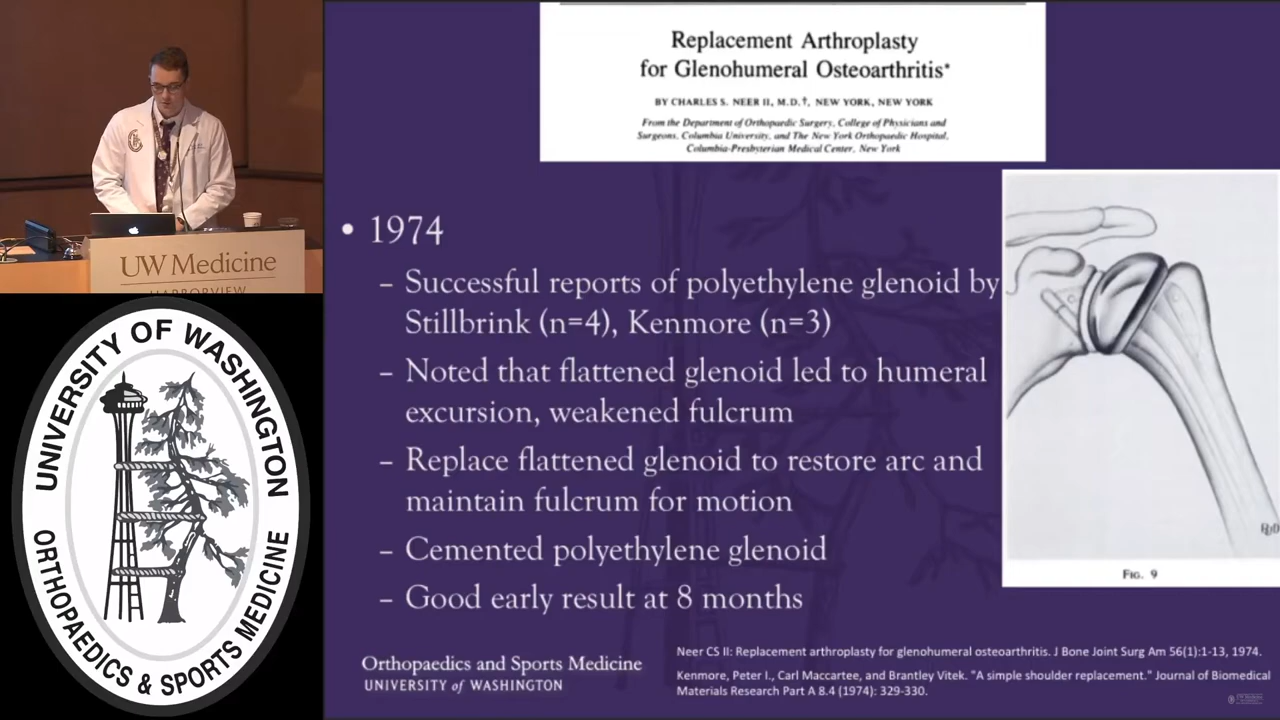 Replacement Arthroplasty
for Glenohumeral Osteoarthritis*
BY CHARLES S. NEER II, M.D.†, NEW YORK, NEW YORK
From the Department of Orthopaedic Surgery, College of Physicians and
Surgeons, Columbia University, and The New York Orthopaedic Hospital,
Columbia-Presbyterian Medical Center, New York
• 1974
– Successful reports of polyethylene glenoid by
Stillbrink (n=4), Kenmore (n=3)
– Noted that flattened glenoid led to humeral
excursion, weakened fulcrum
– Replace flattened glenoid to restore arc and
maintain fulcrum for motion
– Cemented polyethylene glenoid
– Good early result at 8 months
FIG. 9
Orthopaedics and Sports Medicine
UNIVERSITY of WASHINGTON
Neer CS II: Replacement arthroplasty for glenohumeral osteoarthritis. J Bone Joint Surg Am 56(1):1-13, 1974.
Kenmore, Peter I., Carl Maccartee, and Brantley Vitek. "A simple shoulder replacement." Journal of Biomedical
Materials Research Part A 8.4 (1974): 329-330.
UW Medicine
HARBORVIEW
UNIVERSITY OF WASHINGTON
ORTHOPAEDICS & SPORTS MEDICINE